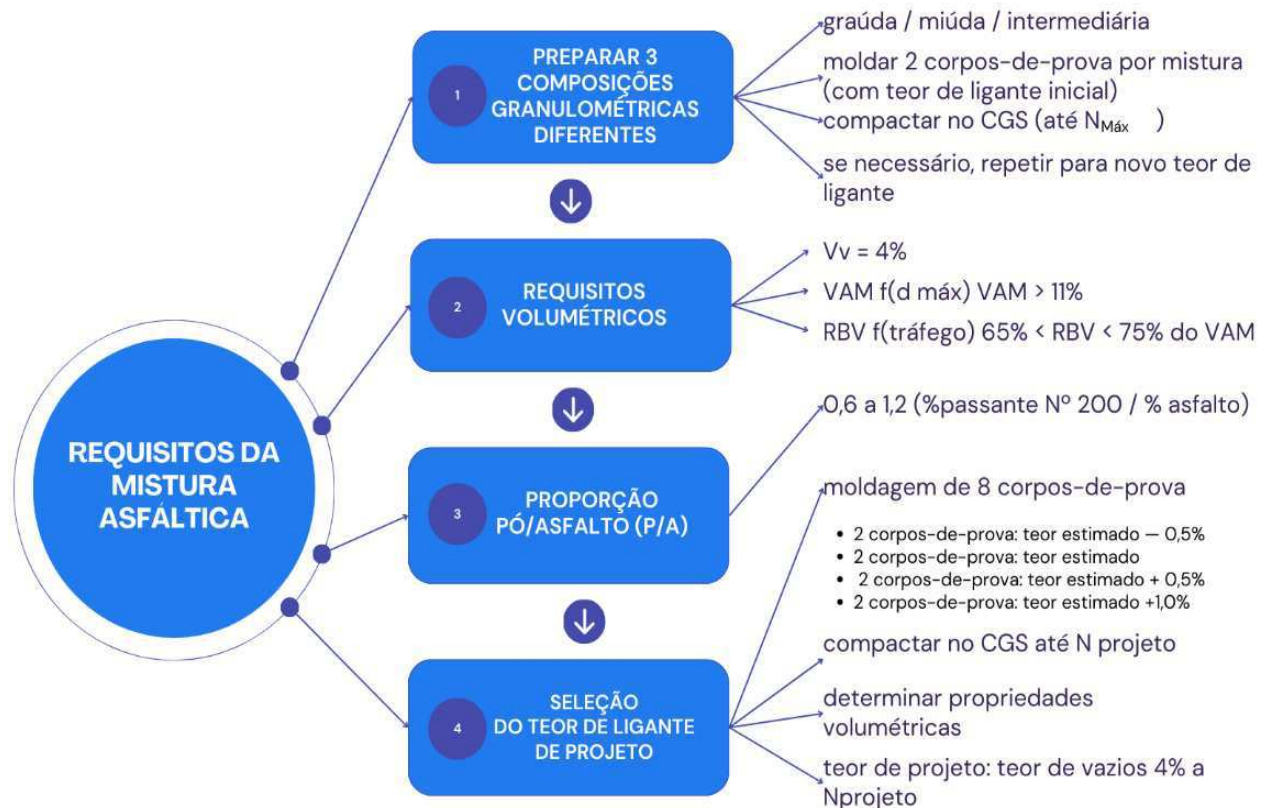 REQUISITOS DA
MISTURA
ASFÁLTICA
1
PREPARAR 3
COMPOSIÇÕES
GRANULOMÉTRICAS
DIFERENTES
graúda / miúda / intermediária
moldar 2 corpos-de-prova por mistura
(com teor de ligante inicial)
compactar no CGS (até NMáx )
se necessário, repetir para novo teor de
ligante
2
REQUISITOS
VOLUMÉTRICOS
Vv = 4%
VAM f(d máx) VAM > 11%
RBV f(tráfego) 65% < RBV < 75% do VAM
3
PROPORÇÃO
PÓ/ASFALTO (P/A)
0,6 a 1,2 (%passante Nº 200 / % asfalto)
4
SELEÇÃO
DO TEOR DE LIGANTE
DE PROJETO
moldagem de 8 corpos-de-prova
• 2 corpos-de-prova: teor estimado — 0,5%
• 2 corpos-de-prova: teor estimado
• 2 corpos-de-prova: teor estimado + 0,5%
• 2 corpos-de-prova: teor estimado +1,0%
compactar no CGS até N projeto
determinar propriedades
volumétricas
teor de projeto: teor de vazios 4% a
Nprojeto